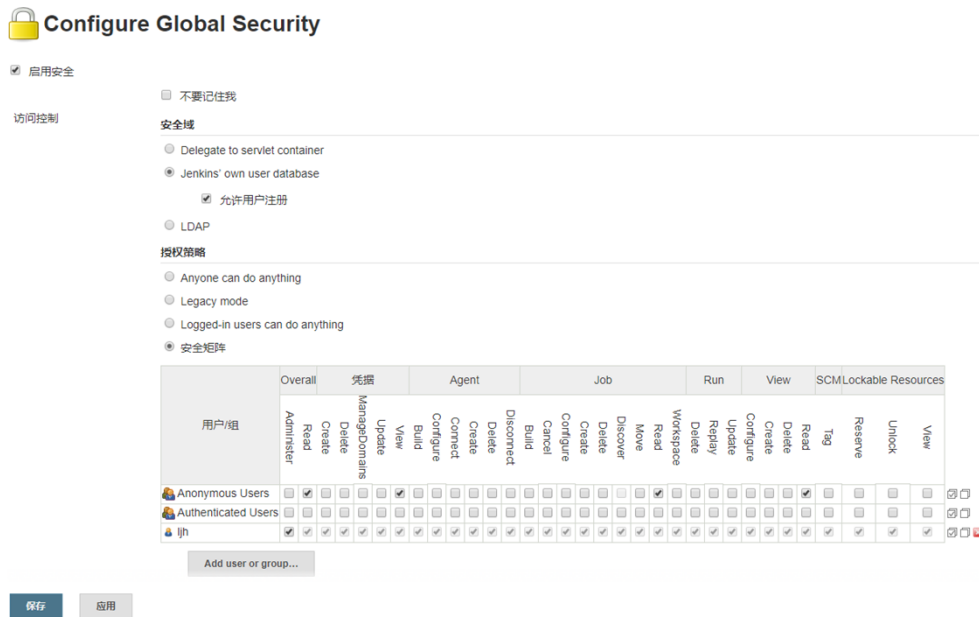 Configure Global Security
启用安全
不要记住我
访问控制
安全域
Delegate to servlet container
Jenkins' own user database
允许用户注册
LDAP
授权策略
Anyone can do anything
Legacy mode
Logged-in users can do anything
安全矩阵
用户/组 Overall 凭据 Agent Job Run View SCM Lockable Resources
Administer Read Create Delete ManageDomains Update View Build Configure Connect Create Delete Disconnect Build Cancel Configure Create Delete Discover Move Read Workspace Delete Replay Update Configure Create Delete Read Tag Reserve Unlock View
Anonymous Users
Authenticated Users
ljh
Add user or group...
保存 应用